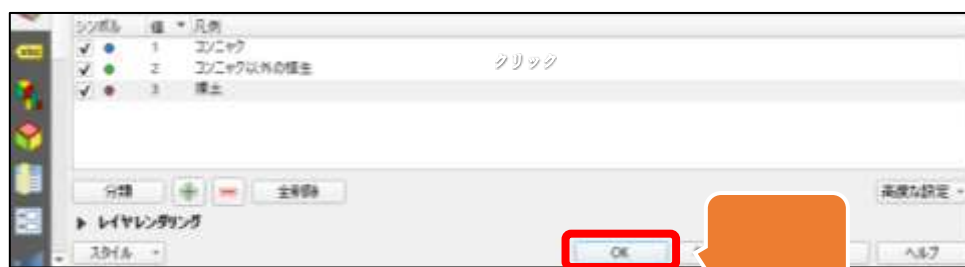 シンボル 値 凡例
1 コンニャク
2 コンニャク以外の植生
クリック
3 裸土
分類 全削除 高度な設定
レイヤレンダリング
スタイル OK ヘルプ